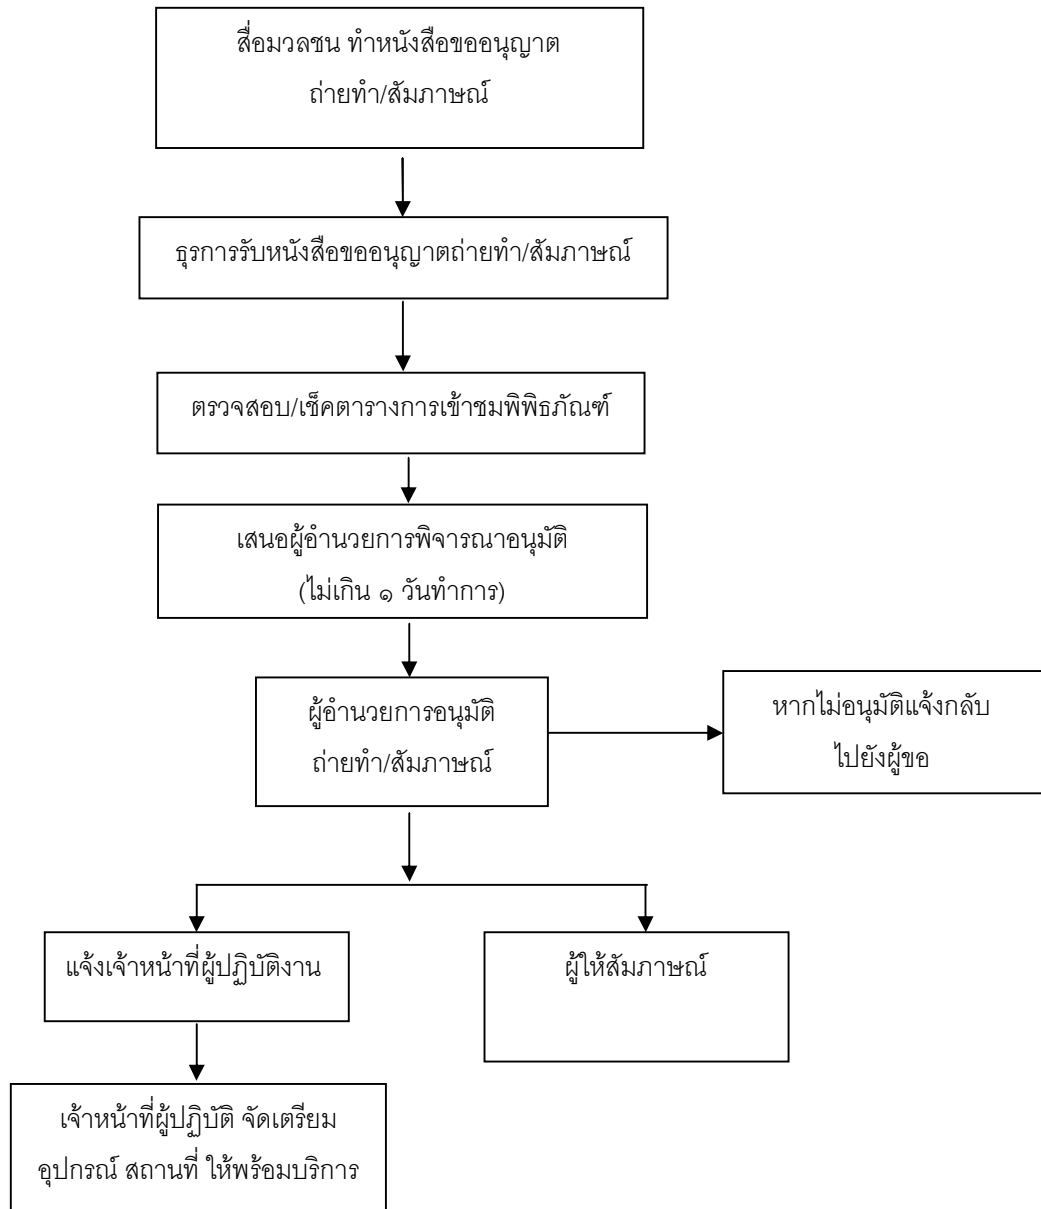 สื่อมวลชน ทำหนังสือขออนุญาต
ถ่ายทำ/สัมภาษณ์
ธุรการรับหนังสือขออนุญาตถ่ายทำ/สัมภาษณ์
ตรวจสอบ/เช็คตารางการเข้าชมพิพิธภัณฑ์
เสนอผู้อำนวยการพิจารณาอนุมัติ
(ไม่เกิน ๑ วันทำการ)
ผู้อำนวยการอนุมัติ
ถ่ายทำ/สัมภาษณ์
หากไม่อนุมัติแจ้งกลับ
ไปยังผู้ขอ
แจ้งเจ้าหน้าที่ผู้ปฏิบัติงาน
ผู้ให้สัมภาษณ์
เจ้าหน้าที่ผู้ปฏิบัติ จัดเตรียม
อุปกรณ์ สถานที่ ให้พร้อมบริการ